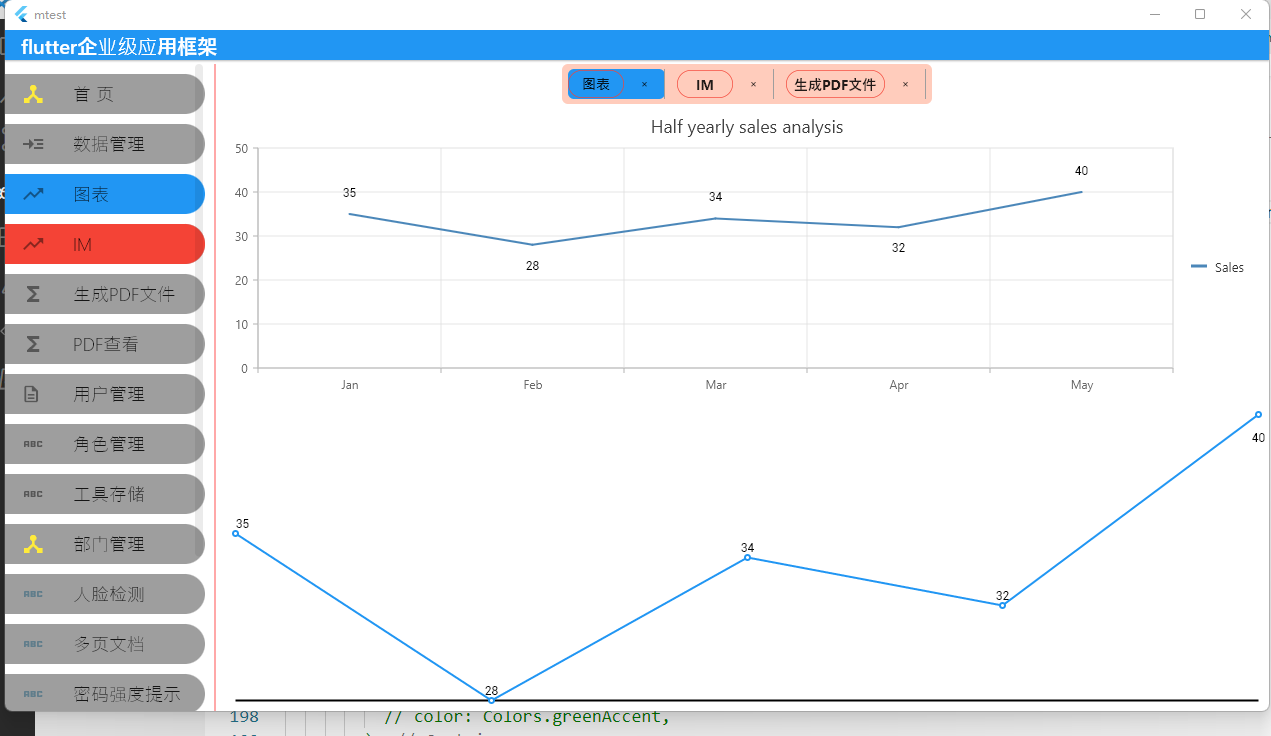 mtest
flutter企业级应用框架
首 页
数据管理
图表
IM
生成PDF文件
PDF查看
用户管理
ABC 角色管理
ABC 工具存储
部门管理
ABC 人脸检测
ABC 多页文档
ABC 密码强度提示
图表 × IM × 生成PDF文件 ×
Half yearly sales analysis
50
40
30
20
10
0
35
28
34
32
40
Jan Feb Mar Apr May
Sales
35
28
34
32
40
198 // color: Colors.greenAccent,